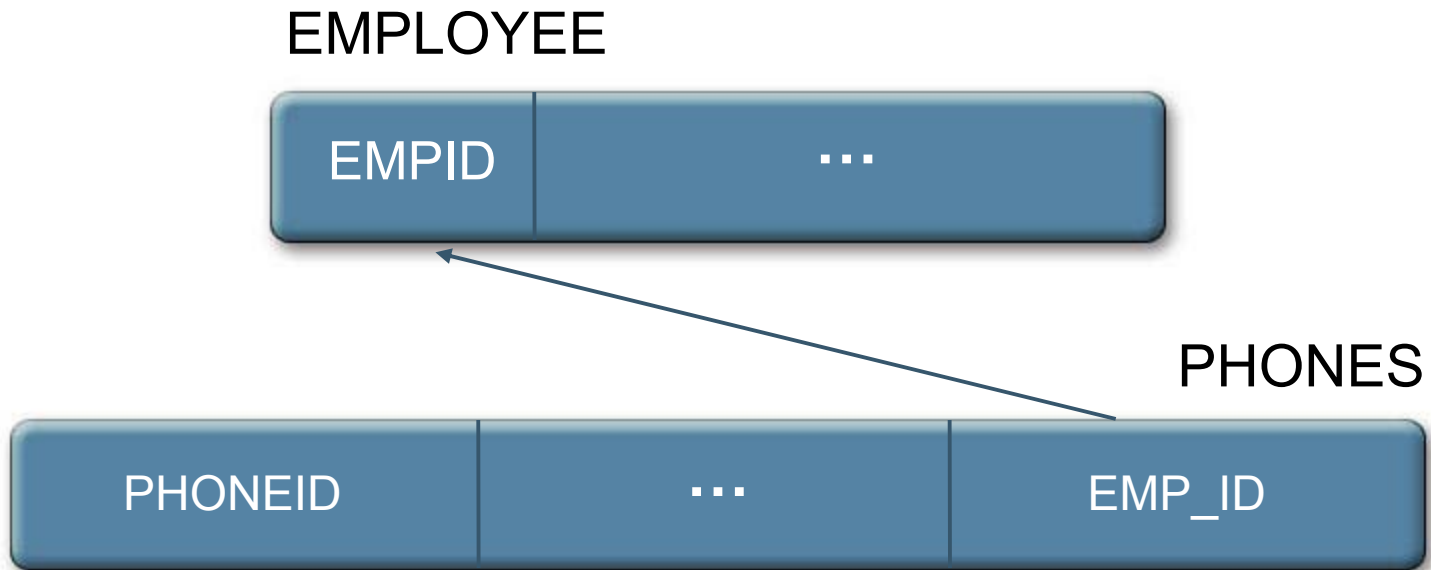 EMPLOYEE
EMPID ...
PHONES
PHONEID ... EMP_ID